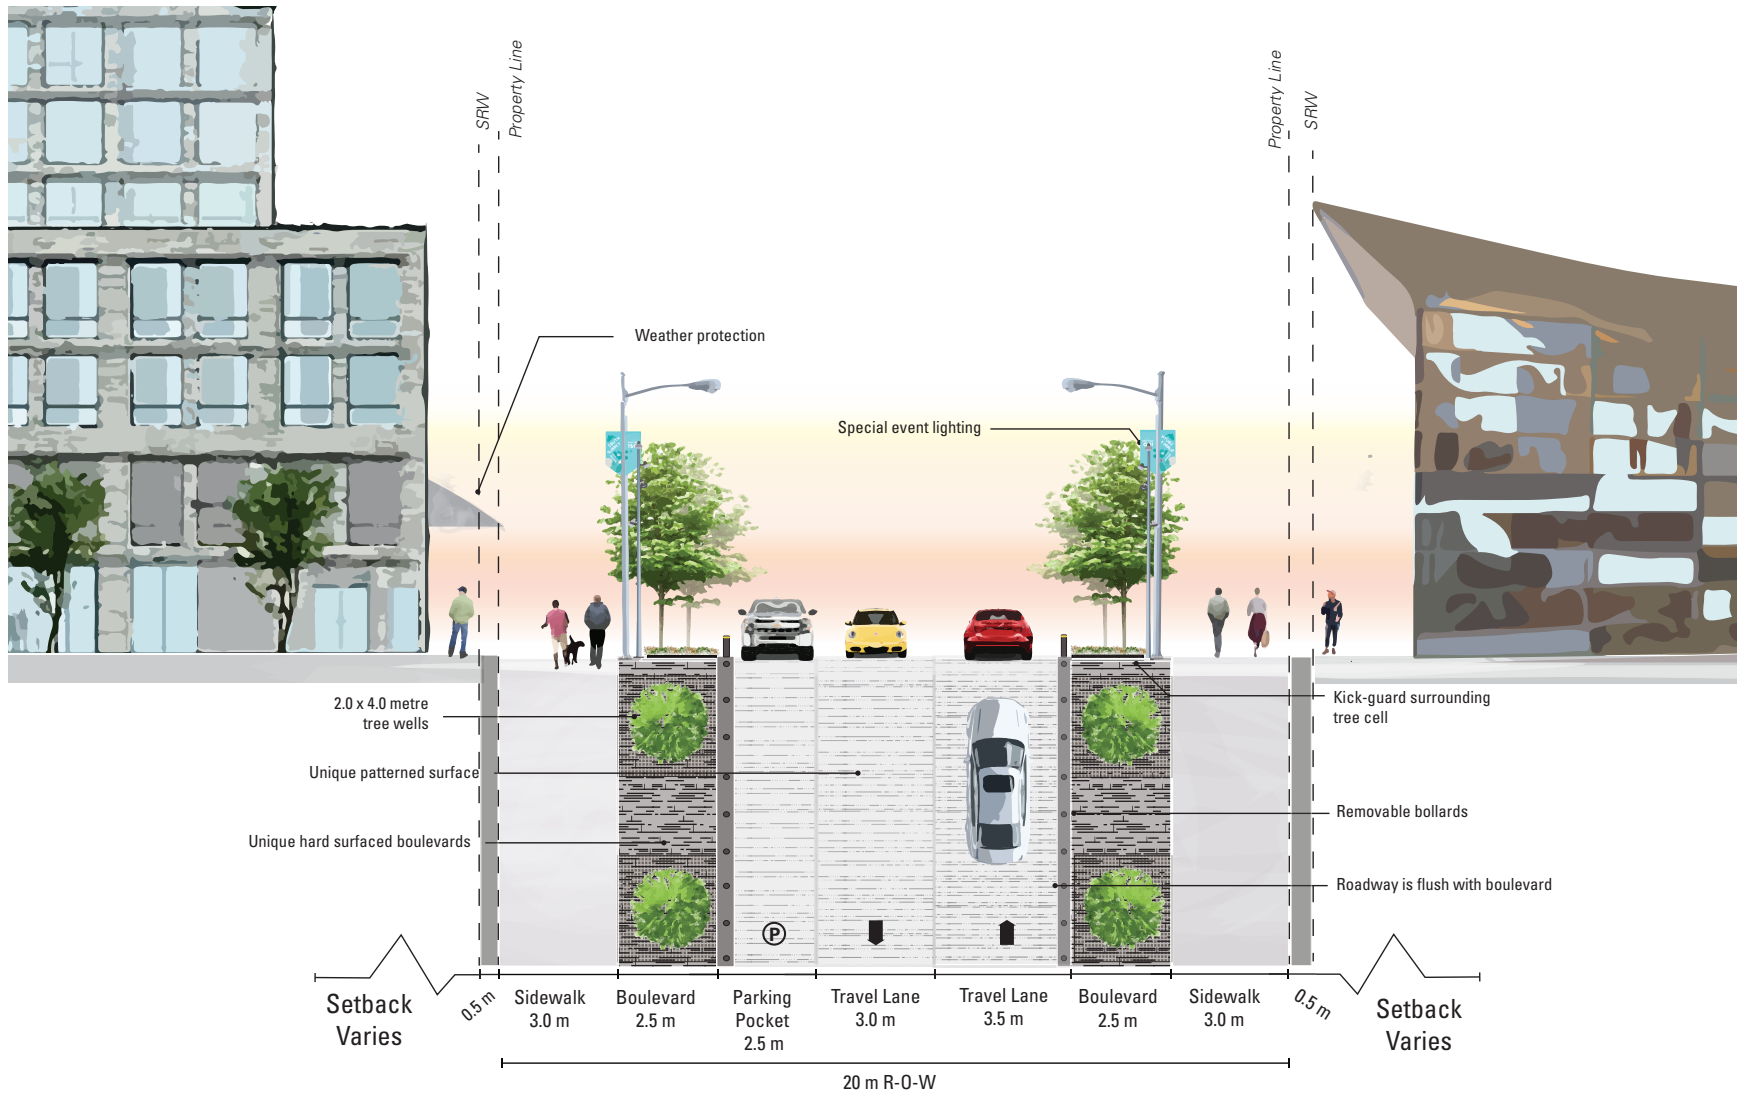 SRW
Property Line
Property Line
SRW
Weather protection
Special event lighting
2.0 x 4.0 metre
tree wells
Kick-guard surrounding
tree cell
Unique patterned surface
Removable bollards
Unique hard surfaced boulevards
Roadway is flush with boulevard
P
Setback
Varies
0.5 m
Sidewalk
3.0 m
Boulevard
2.5 m
Parking
Pocket
2.5 m
Travel Lane
3.0 m
Travel Lane
3.5 m
Boulevard
2.5 m
Sidewalk
3.0 m
0.5 m
Setback
Varies
20 m R-O-W